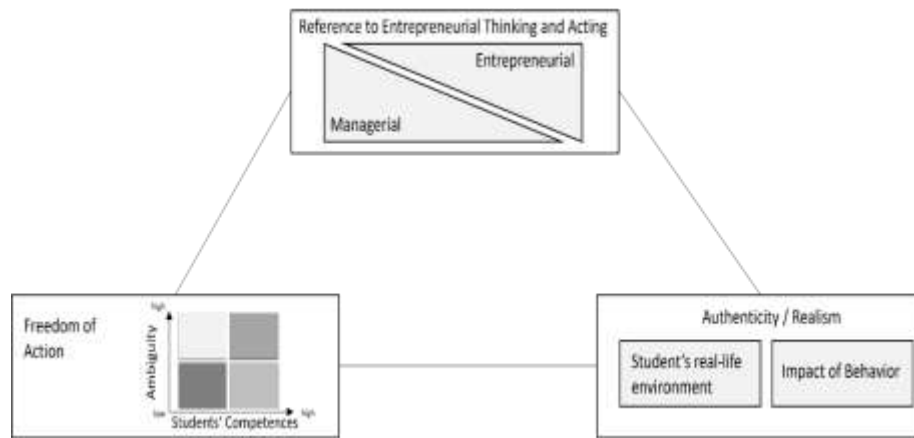 Reference to Entrepreneurial Thinking and Acting
Entrepreneurial
Managerial
Freedom of
Action
high
Ambiguity
low
Students' Competences
high
Authenticity / Realism
Student's real-life
environment
Impact of Behavior